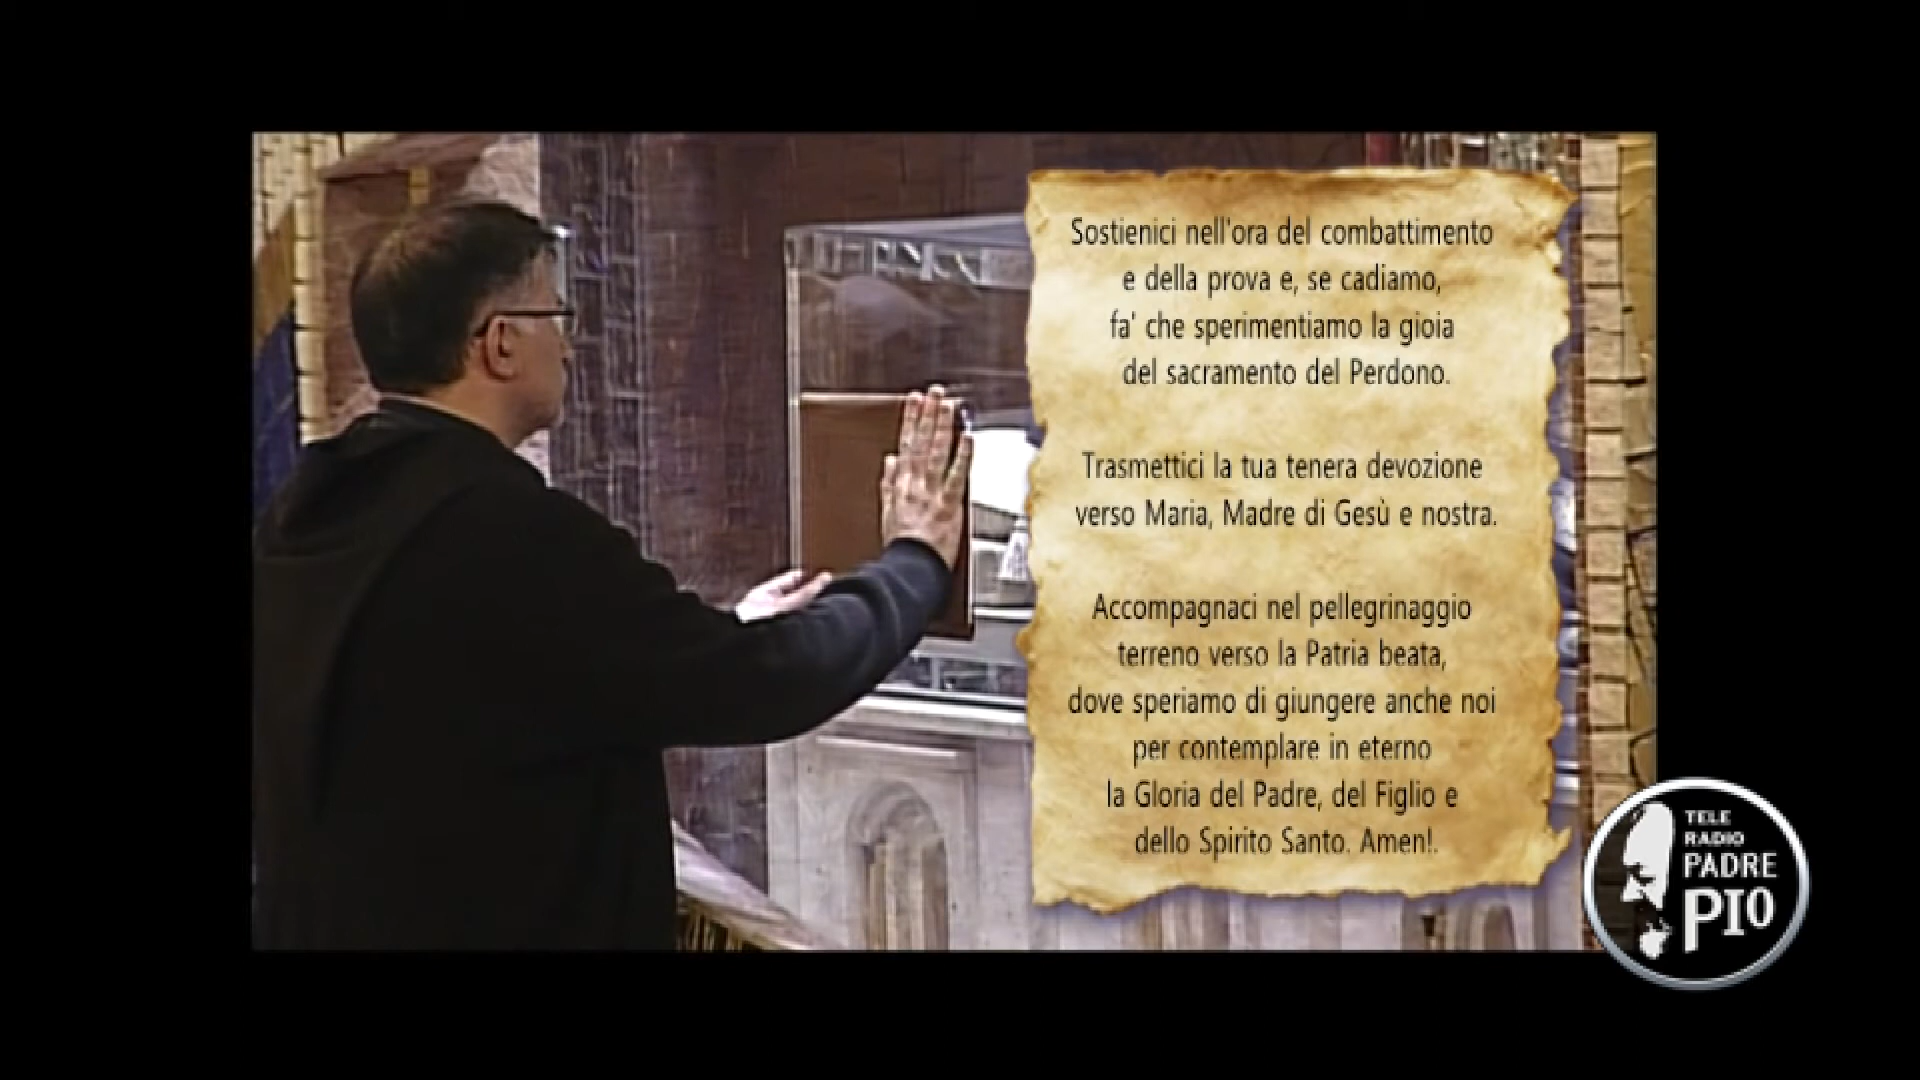 Sostienici nell'ora del combattimento
e della prova e, se cadiamo,
fa' che sperimentiamo la gioia
del sacramento del Perdono.
Trasmettici la tua tenera devozione
verso Maria, Madre di Gesù e nostra.
Accompagnaci nel pellegrinaggio
terreno verso la Patria beata,
dove speriamo di giungere anche noi
per contemplare in eterno
la Gloria del Padre, del Figlio e
dello Spirito Santo. Amen!.
TELE
RADIO
PADRE
PIO